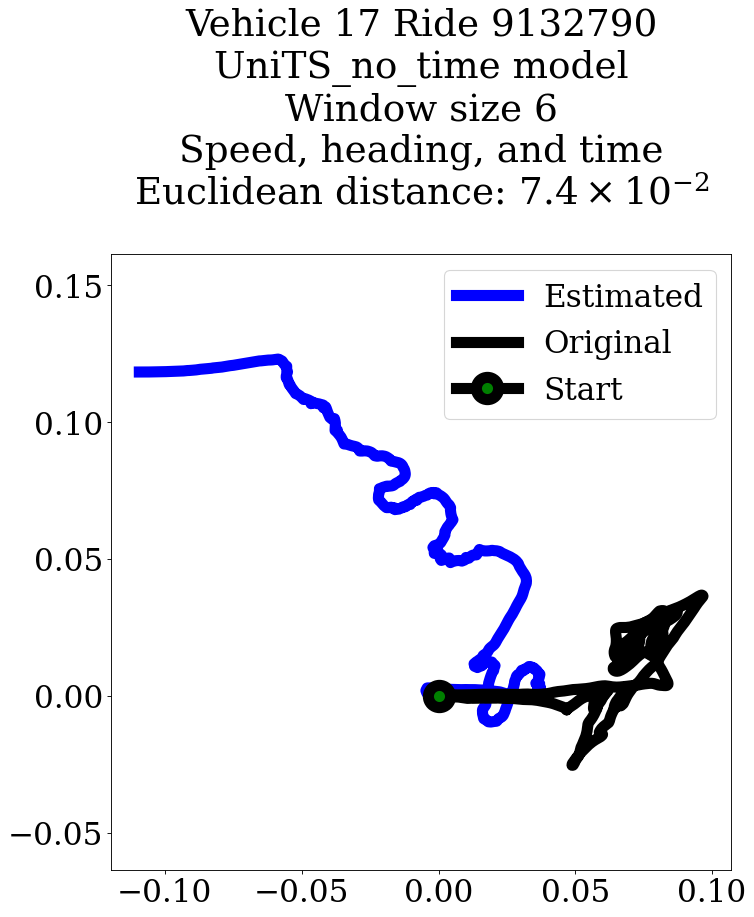 Vehicle 17 Ride 9132790
UniTS_no_time model
Window size 6
Speed, heading, and time
Euclidean distance: 7.4 × 10⁻²
Estimated
Original
Start
0.15
0.10
0.05
0.00
−0.05
−0.10
−0.05
0.00
0.05
0.10